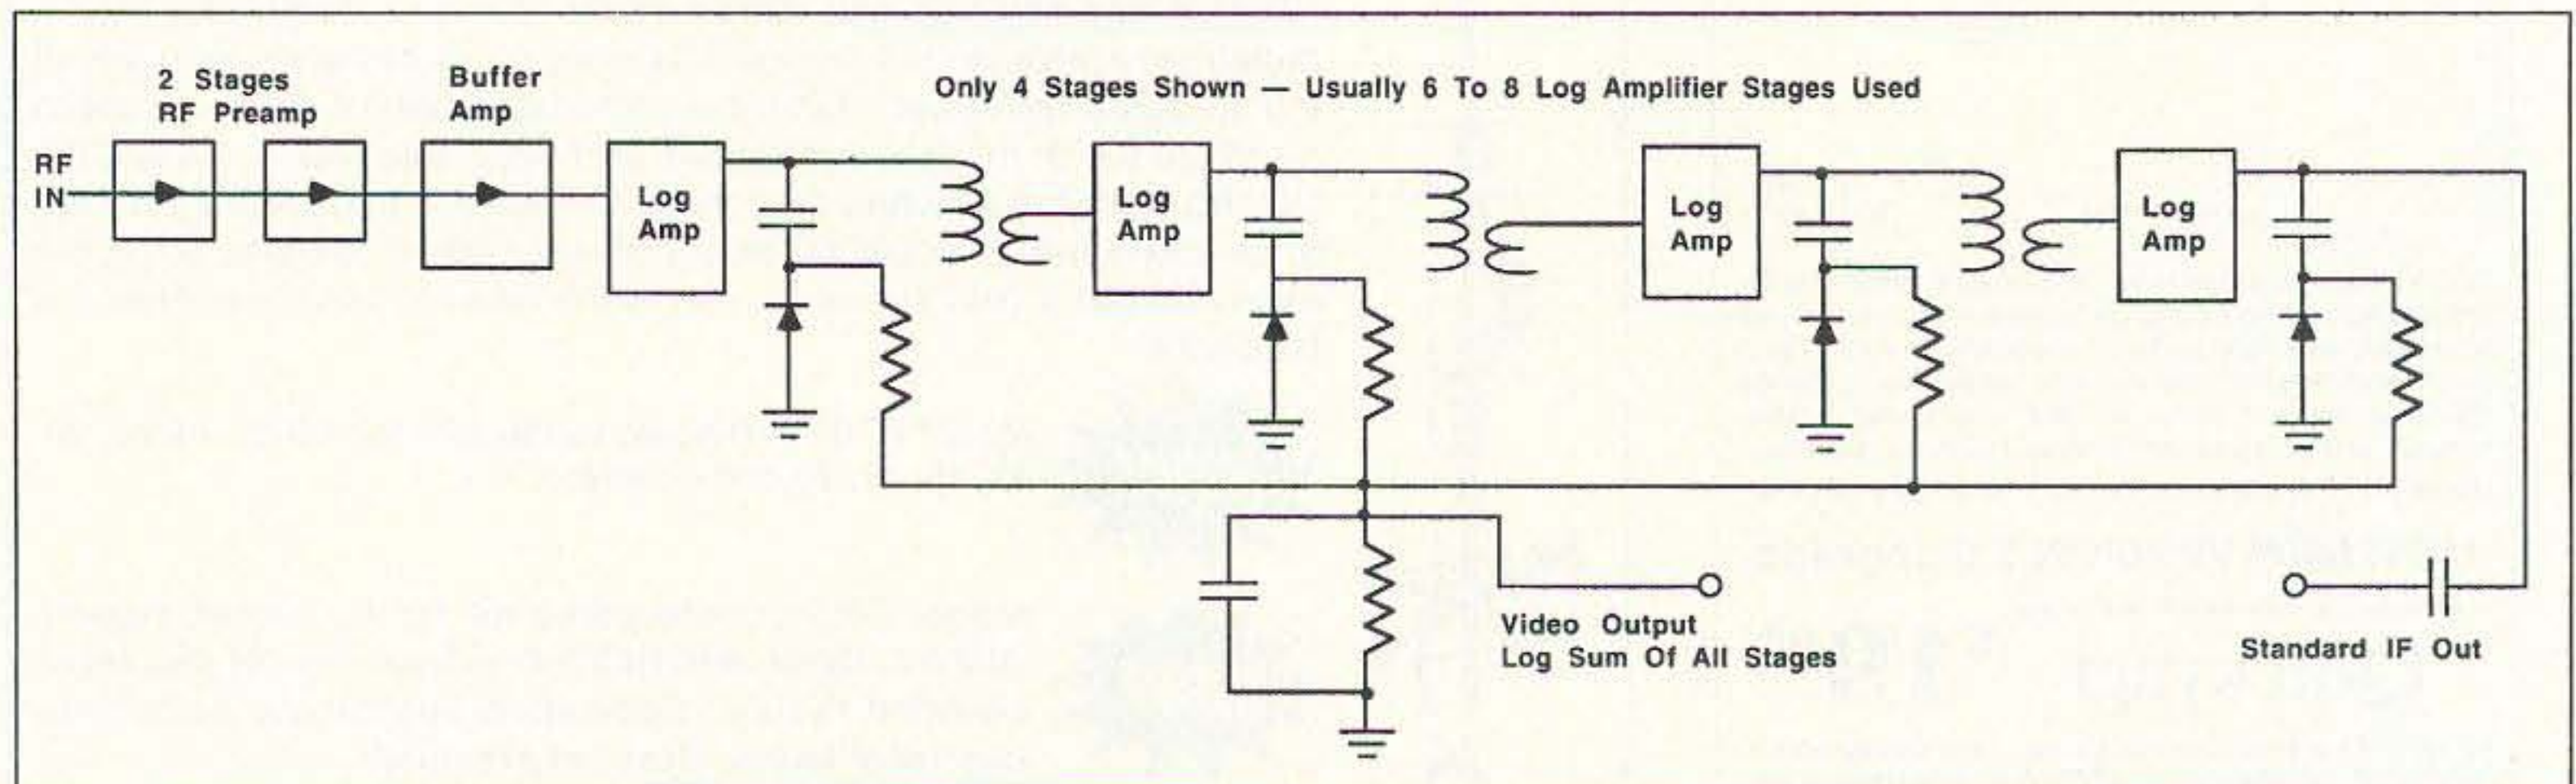 2 Stages
RF Preamp
Buffer
Amp
Only 4 Stages Shown — Usually 6 To 8 Log Amplifier Stages Used
RF
IN
Log
Amp
Log
Amp
Log
Amp
Log
Amp
Video Output
Log Sum Of All Stages
Standard IF Out